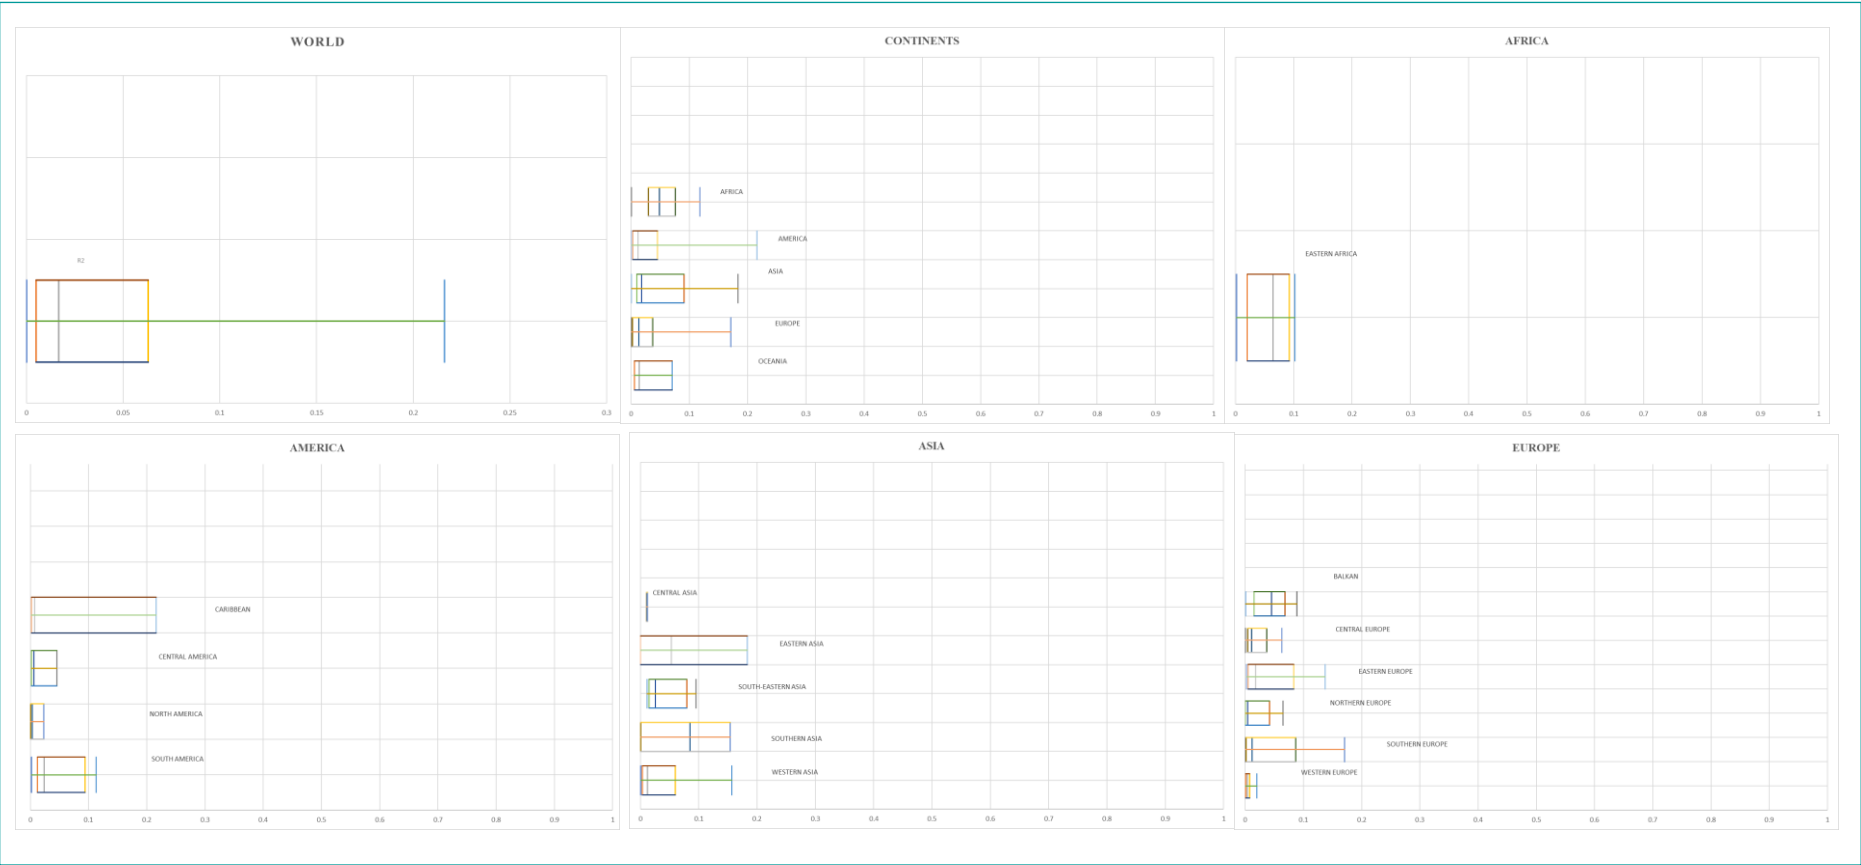 WORLD
R2
0 0.05 0.1 0.15 0.2 0.25 0.3
CONTINENTS
AFRICA
AMERICA
ASIA
EUROPE
OCEANIA
0 0.1 0.2 0.3 0.4 0.5 0.6 0.7 0.8 0.9 1
AFRICA
EASTERN AFRICA
0 0.1 0.2 0.3 0.4 0.5 0.6 0.7 0.8 0.9 1
AMERICA
CARIBBEAN
CENTRAL AMERICA
NORTH AMERICA
SOUTH AMERICA
0 0.1 0.2 0.3 0.4 0.5 0.6 0.7 0.8 0.9 1
ASIA
CENTRAL ASIA
EASTERN ASIA
SOUTH-EASTERN ASIA
SOUTHERN ASIA
WESTERN ASIA
0 0.1 0.2 0.3 0.4 0.5 0.6 0.7 0.8 0.9 1
EUROPE
BALKAN
CENTRAL EUROPE
EASTERN EUROPE
NORTHERN EUROPE
SOUTHERN EUROPE
WESTERN EUROPE
0 0.1 0.2 0.3 0.4 0.5 0.6 0.7 0.8 0.9 1